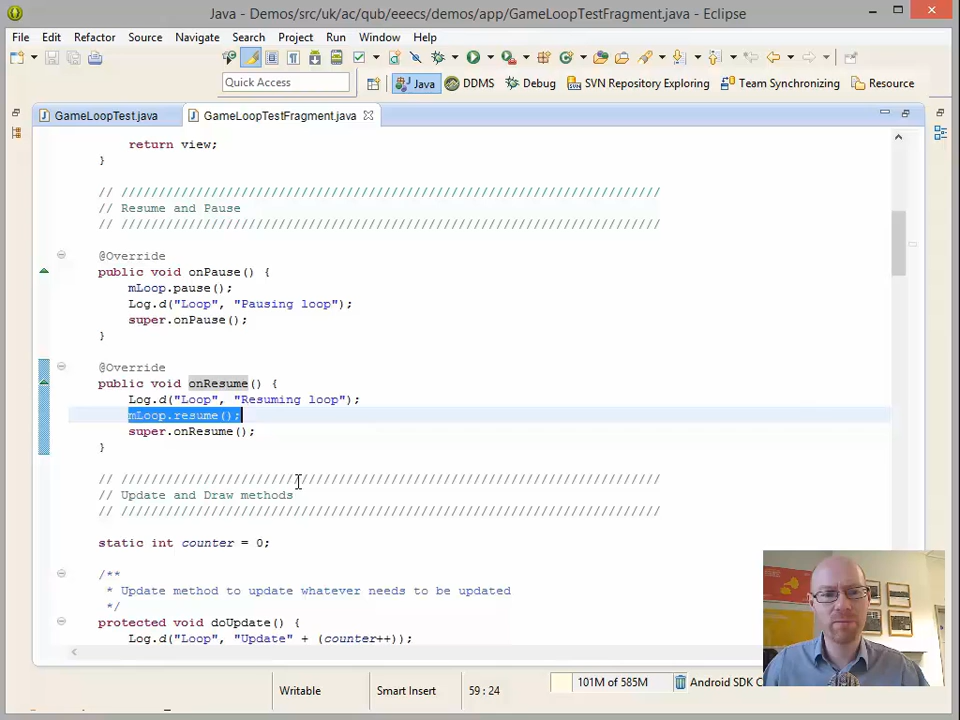 Java - Demos/src/uk/ac/qub/eeecs/demos/app/GameLoopTestFragment.java - Eclipse
File Edit Refactor Source Navigate Search Project Run Window Help
Quick Access
Java DDMS Debug SVN Repository Exploring Team Synchronizing Resource
GameLoopTest.java GameLoopTestFragment.java
return view;
}
// ////////////////////////////////////////////////////////////////////////
// Resume and Pause
// ////////////////////////////////////////////////////////////////////////
@Override
public void onPause() {
mLoop.pause();
Log.d("Loop", "Pausing loop");
super.onPause();
}
@Override
public void onResume() {
Log.d("Loop", "Resuming loop");
mLoop.resume();
super.onResume();
}
// ////////////////////////////////////////////////////////////////////////
// Update and Draw methods
// ////////////////////////////////////////////////////////////////////////
static int counter = 0;
/**
* Update method to update whatever needs to be updated
*/
protected void doUpdate() {
Log.d("Loop", "Update" + (counter++));
Writable Smart Insert 59 : 24 101M of 585M Android SDK C